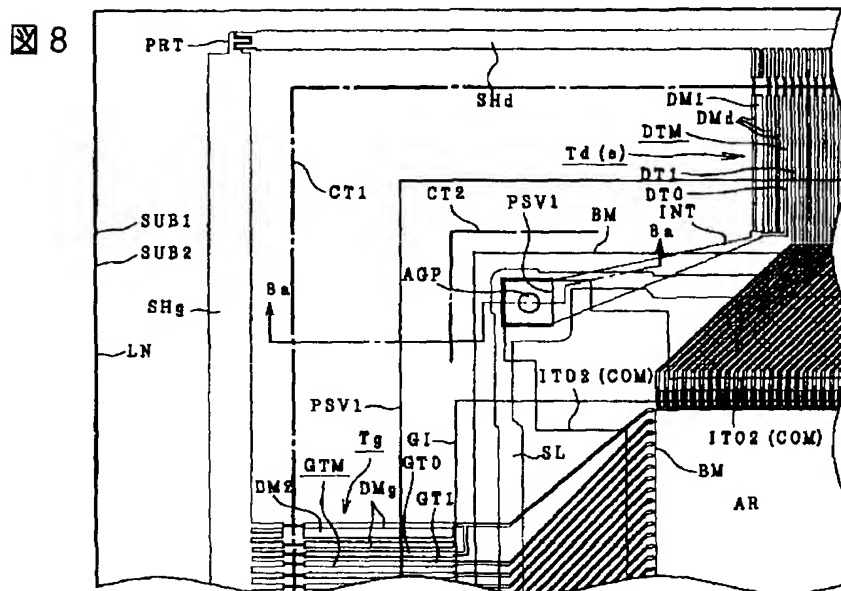 図 8
PRT
SHd
DM1
DMd
DTM
Td (s)
CT1
DT1
CT2
DT0
PSV1
INT
BM
8a
SUB1
SUB2
AGP
8a
SHg
LN
ITO2 (COM)
PSV1
GI
ITO2 (COM)
Tg
SL
GTM
GT0
BM
DM2
DMg
GT1
AR